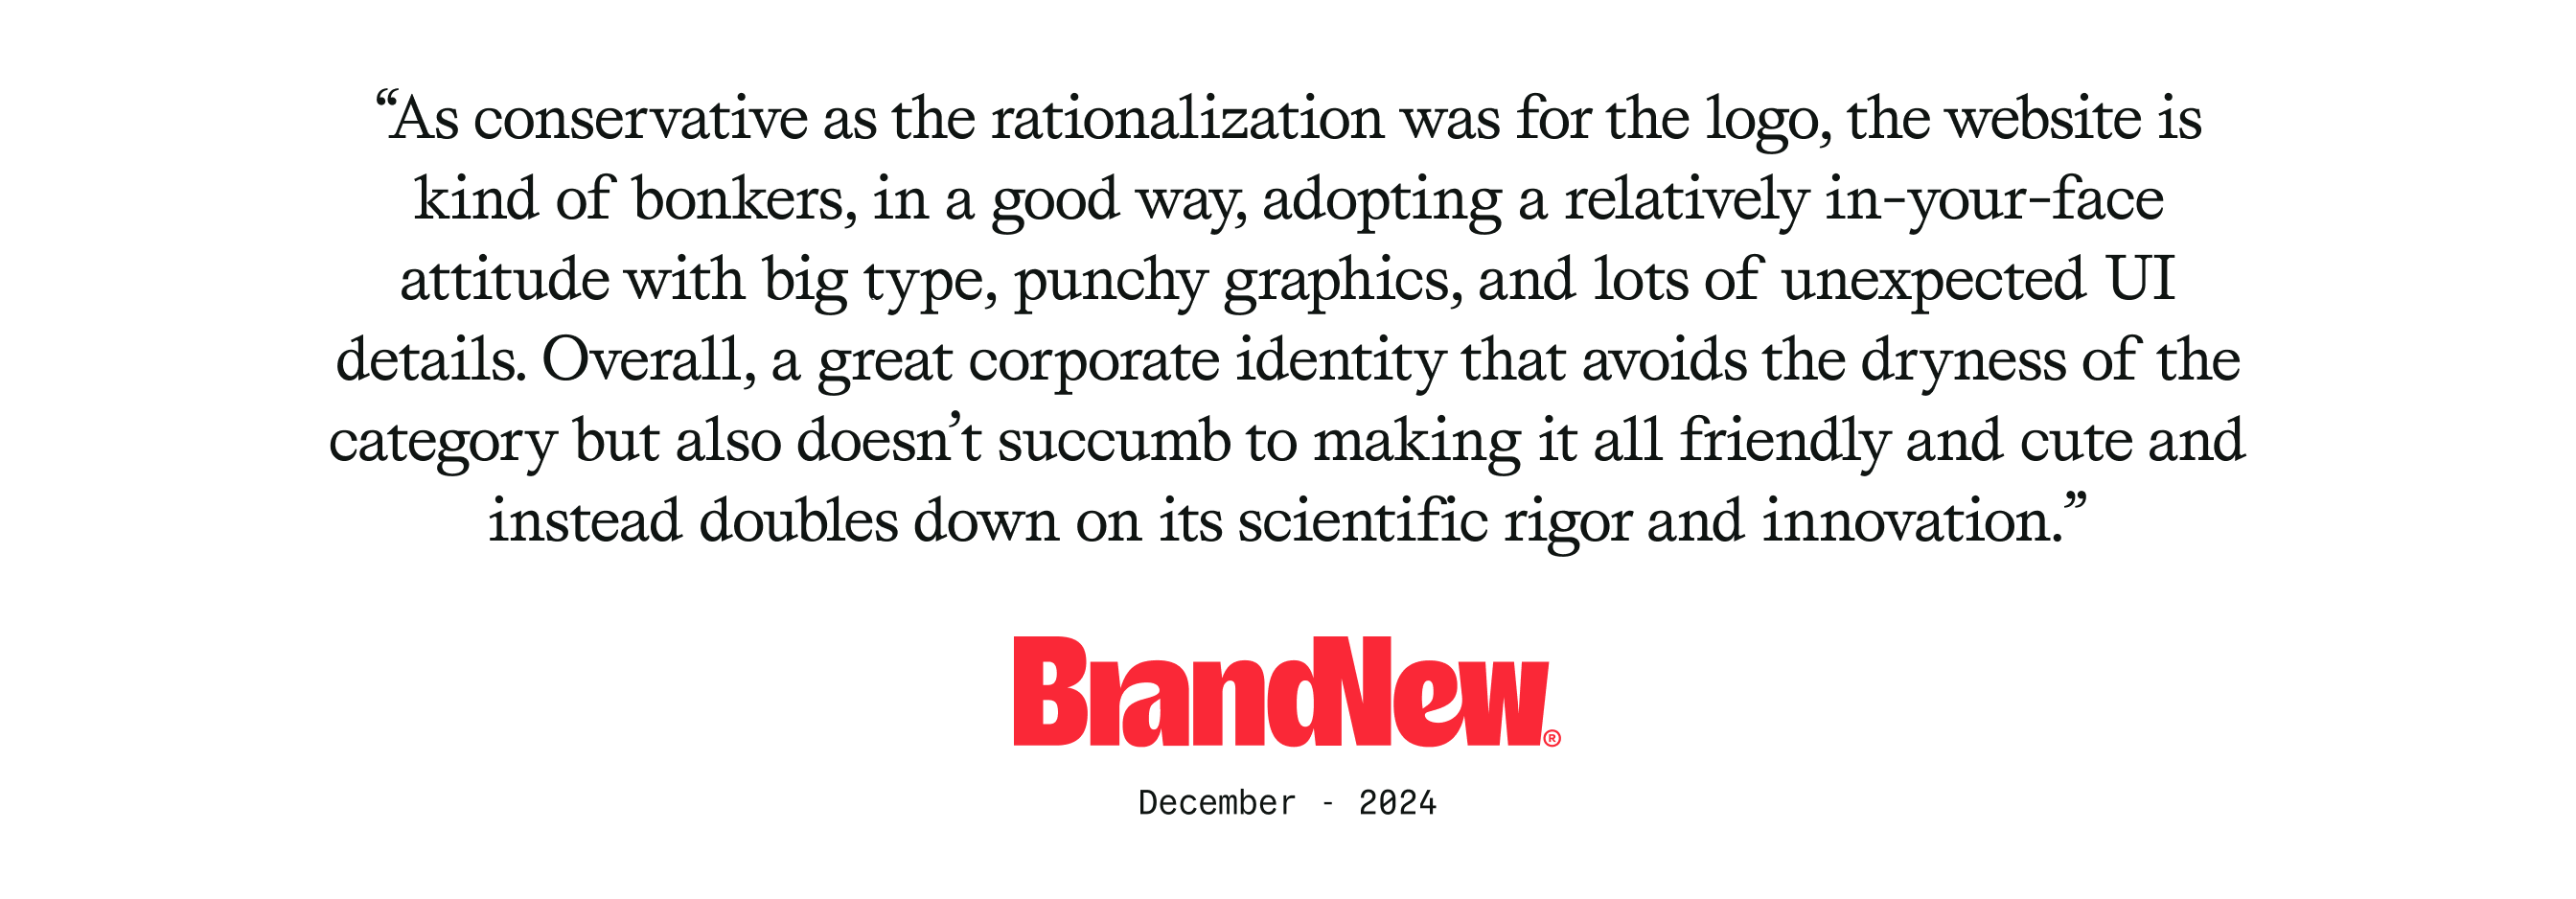 “As conservative as the rationalization was for the logo, the website is
kind of bonkers, in a good way, adopting a relatively in-your-face
attitude with big type, punchy graphics, and lots of unexpected UI
details. Overall, a great corporate identity that avoids the dryness of the
category but also doesn’t succumb to making it all friendly and cute and
instead doubles down on its scientific rigor and innovation.”
BrandNew®
December - 2024